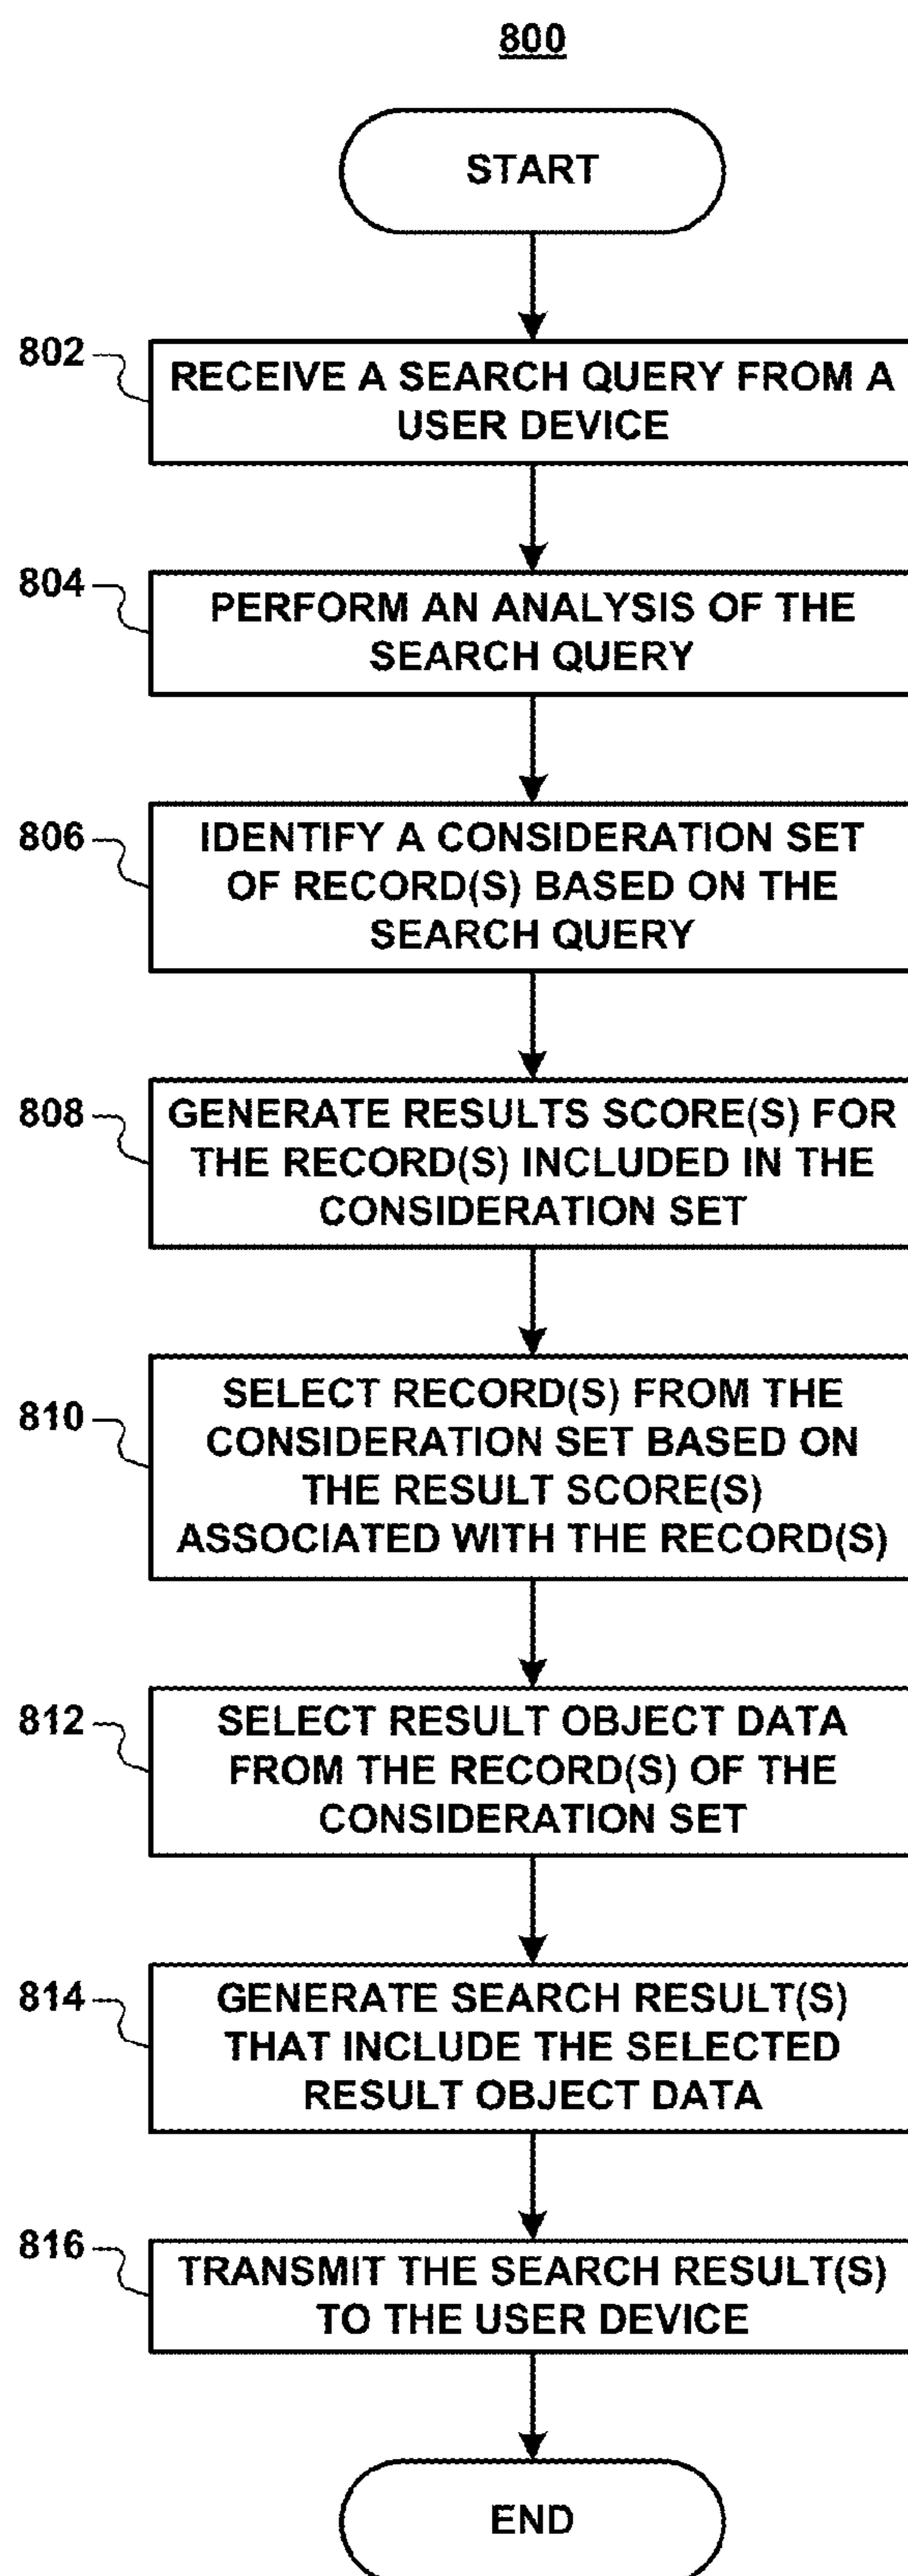 800
START
802
RECEIVE A SEARCH QUERY FROM A
USER DEVICE
804
PERFORM AN ANALYSIS OF THE
SEARCH QUERY
806
IDENTIFY A CONSIDERATION SET
OF RECORD(S) BASED ON THE
SEARCH QUERY
808
GENERATE RESULTS SCORE(S) FOR
THE RECORD(S) INCLUDED IN THE
CONSIDERATION SET
810
SELECT RECORD(S) FROM THE
CONSIDERATION SET BASED ON
THE RESULT SCORE(S)
ASSOCIATED WITH THE RECORD(S)
812
SELECT RESULT OBJECT DATA
FROM THE RECORD(S) OF THE
CONSIDERATION SET
814
GENERATE SEARCH RESULT(S)
THAT INCLUDE THE SELECTED
RESULT OBJECT DATA
816
TRANSMIT THE SEARCH RESULT(S)
TO THE USER DEVICE
END